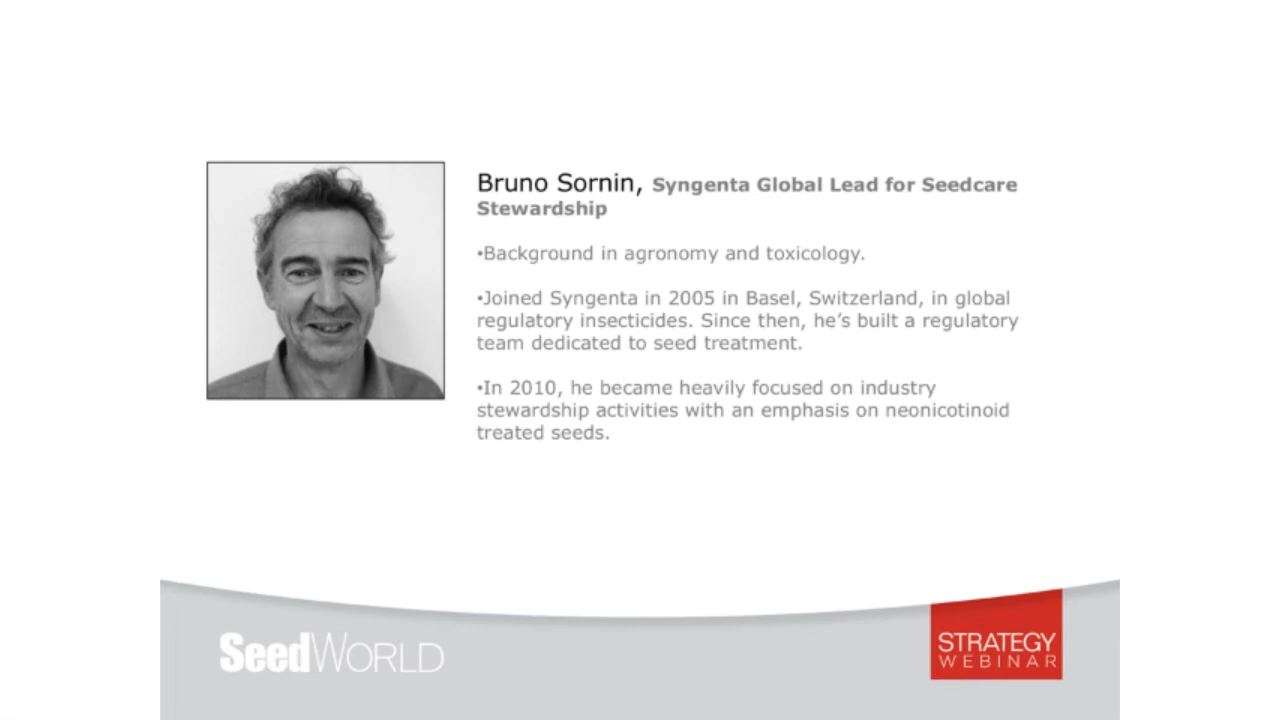 Bruno Sornin, Syngenta Global Lead for Seedcare
Stewardship
•Background in agronomy and toxicology.
•Joined Syngenta in 2005 in Basel, Switzerland, in global
regulatory insecticides. Since then, he’s built a regulatory
team dedicated to seed treatment.
•In 2010, he became heavily focused on industry
stewardship activities with an emphasis on neonicotinoid
treated seeds.
SeedWORLD
STRATEGY
WEBINAR